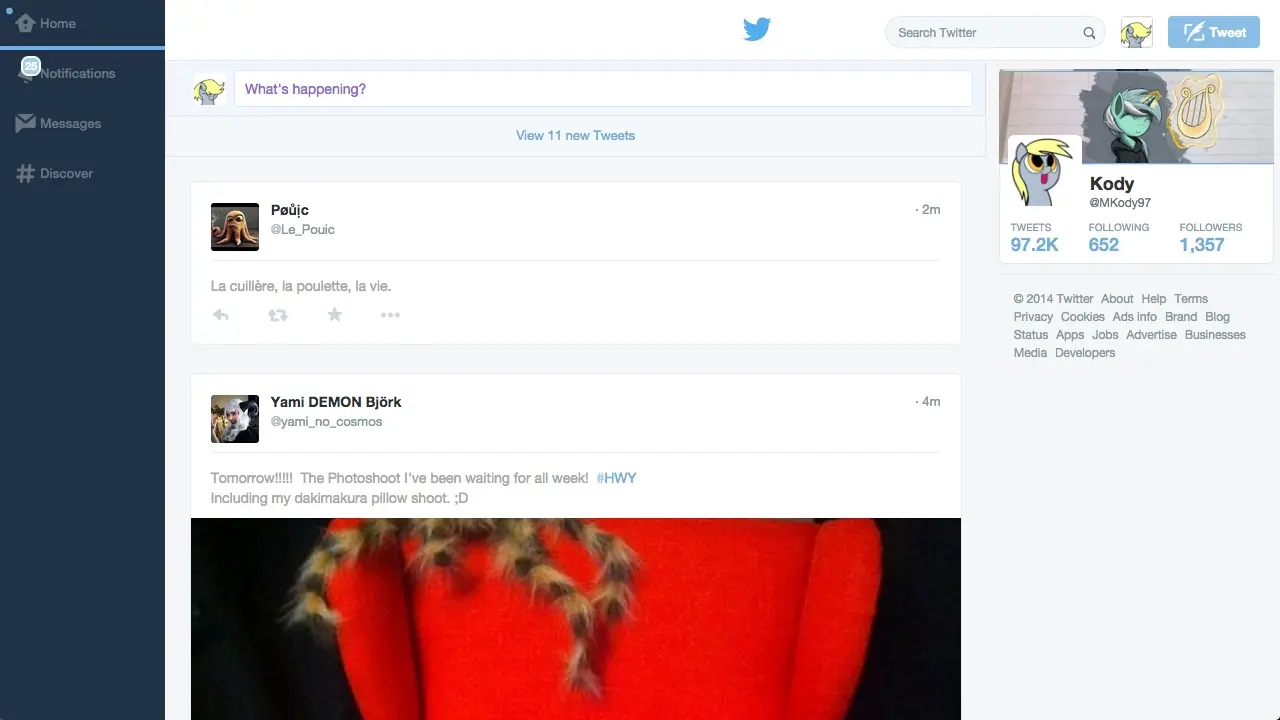 Home
25
Notifications
Messages
# Discover
Search Twitter
Tweet
What's happening?
View 11 new Tweets
Pøůįc
· 2m
@Le_Pouic
La cuillère, la poulette, la vie.
Yami DEMON Björk
· 4m
@yami_no_cosmos
Tomorrow!!!!!  The Photoshoot I've been waiting for all week!  #HWY
Including my dakimakura pillow shoot. ;D
Kody
@MKody97
TWEETS FOLLOWING FOLLOWERS
97.2K 652 1,357
© 2014 Twitter About Help Terms
Privacy Cookies Ads info Brand Blog
Status Apps Jobs Advertise Businesses
Media Developers